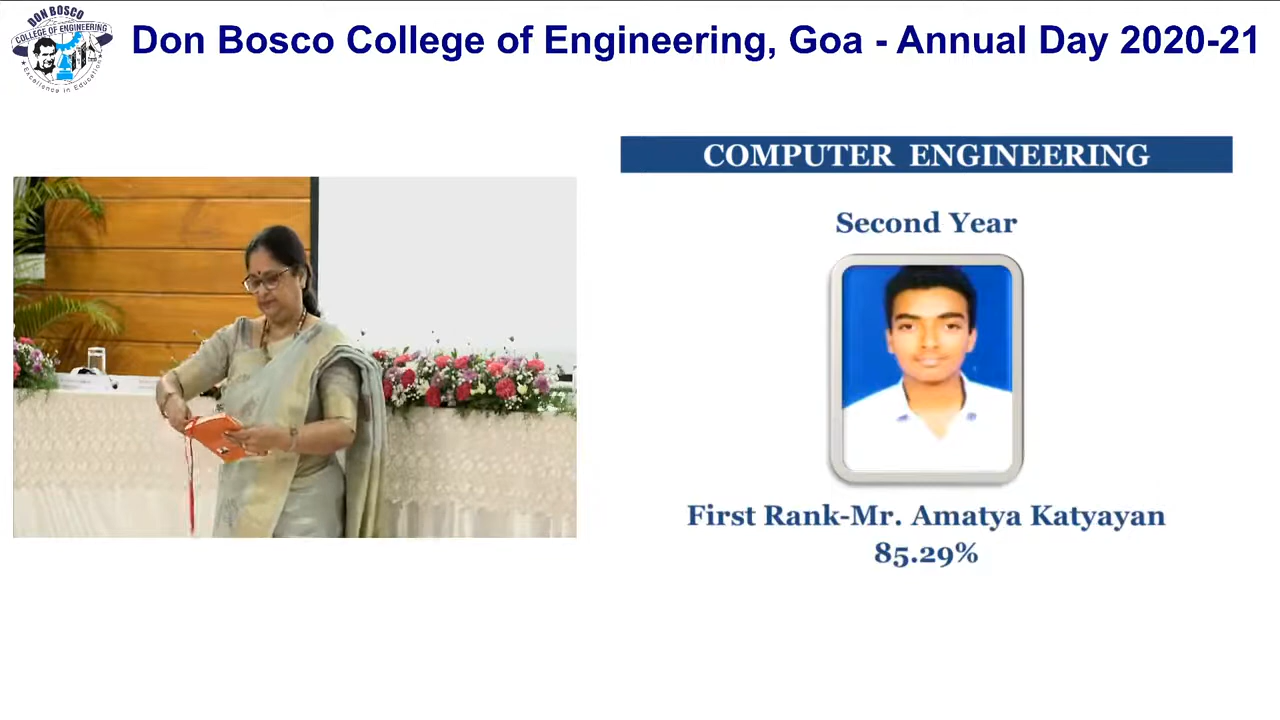 DON BOSCO
COLLEGE OF ENGINEERING
Excellence in Education
Don Bosco College of Engineering, Goa - Annual Day 2020-21
COMPUTER ENGINEERING
Second Year
First Rank-Mr. Amatya Katyayan
85.29%